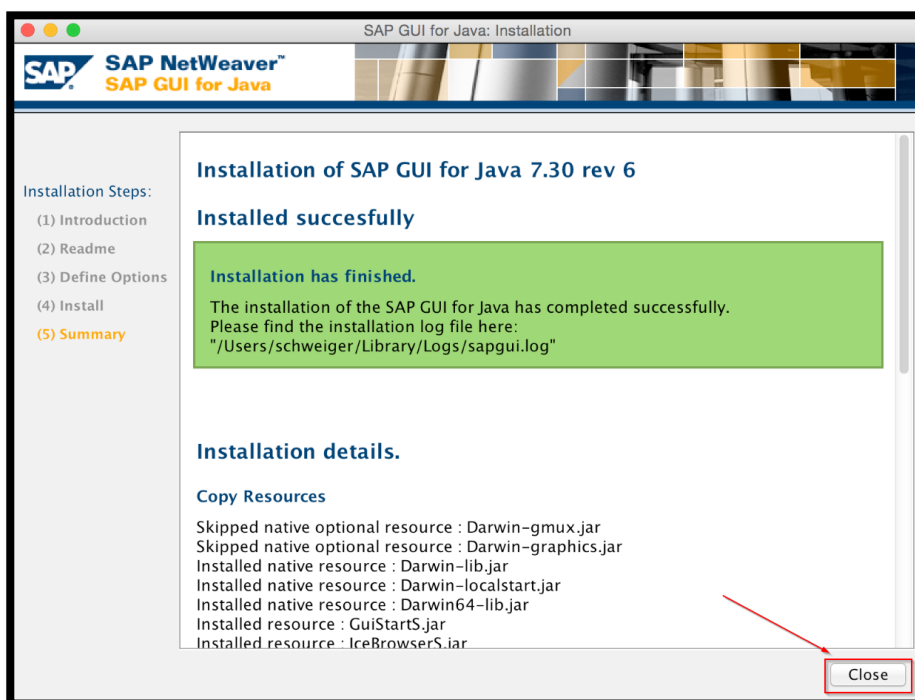 SAP GUI for Java: Installation
SAP
SAP NetWeaver™
SAP GUI for Java
Installation Steps:
(1) Introduction
(2) Readme
(3) Define Options
(4) Install
(5) Summary
Installation of SAP GUI for Java 7.30 rev 6
Installed succesfully
Installation has finished.
The installation of the SAP GUI for Java has completed successfully.
Please find the installation log file here:
"/Users/schweiger/Library/Logs/sapgui.log"
Installation details.
Copy Resources
Skipped native optional resource : Darwin-gmux.jar
Skipped native optional resource : Darwin-graphics.jar
Installed native resource : Darwin-lib.jar
Installed native resource : Darwin-localstart.jar
Installed native resource : Darwin64-lib.jar
Installed resource : GuiStartS.jar
Installed resource : IceBrowserS.jar
Close